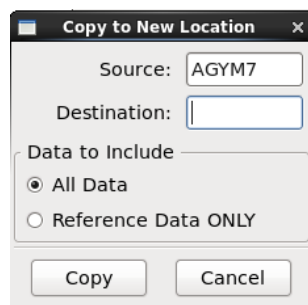 Copy to New Location
Source: AGYM7
Destination:
Data to Include
All Data
Reference Data ONLY
Copy Cancel